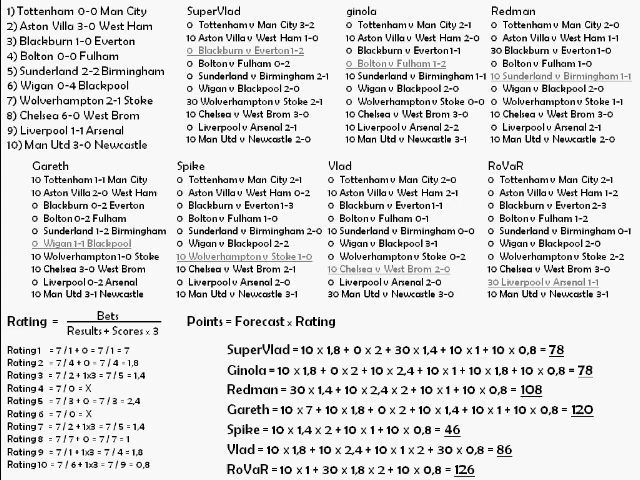 1) Tottenham 0-0 Man City
2) Aston Villa 3-0 West Ham
3) Blackburn 1-0 Everton
4) Bolton 0-0 Fulham
5) Sunderland 2-2 Birmingham
6) Wigan 0-4 Blackpool
7) Wolverhampton 2-1 Stoke
8) Chelsea 6-0 West Brom
9) Liverpool 1-1 Arsenal
10) Man Utd 3-0 Newcastle
SuperVlad
0 Tottenham v Man City 3-2
10 Aston Villa v West Ham 1-0
0 Blackburn v Everton 1-2
0 Bolton v Fulham 0-2
0 Sunderland v Birmingham 2-1
0 Wigan v Blackpool 2-0
30 Wolverhampton v Stoke 2-1
10 Chelsea v West Brom 3-0
0 Liverpool v Arsenal 2-1
10 Man Utd v Newcastle 2-0
ginola
0 Tottenham v Man City 2-1
10 Aston Villa v West Ham 2-1
0 Blackburn v Everton 1-1
0 Bolton v Fulham 1-2
10 Sunderland v Birmingham 1-1
0 Wigan v Blackpool 2-0
0 Wolverhampton v Stoke 0-0
10 Chelsea v West Brom 3-0
10 Liverpool v Arsenal 2-2
10 Man Utd v Newcastle 2-1
Redman
0 Tottenham v Man City 2-1
0 Aston Villa v West Ham 1-1
30 Blackburn v Everton 1-0
0 Bolton v Fulham 1-0
10 Sunderland v Birmingham 1-1
0 Wigan v Blackpool 2-0
0 Wolverhampton v Stoke 1-1
10 Chelsea v West Brom 3-0
0 Liverpool v Arsenal 1-2
10 Man Utd v Newcastle 2-0
Gareth
10 Tottenham 1-1 Man City
10 Aston Villa 2-0 West Ham
0 Blackburn 0-2 Everton
0 Bolton 0-2 Fulham
0 Sunderland 1-2 Birmingham
0 Wigan 1-1 Blackpool
10 Wolverhampton 1-0 Stoke
10 Chelsea 3-0 West Brom
0 Liverpool 0-2 Arsenal
10 Man Utd 3-1 Newcastle
Spike
0 Tottenham v Man City 2-1
0 Aston Villa v West Ham 0-2
0 Blackburn v Everton 1-3
0 Bolton v Fulham 1-0
0 Sunderland v Birmingham 2-0
0 Wigan v Blackpool 2-2
10 Wolverhampton v Stoke 1-0
10 Chelsea v West Brom 2-1
10 Liverpool v Arsenal 2-2
10 Man Utd v Newcastle 3-1
Vlad
0 Tottenham v Man City 2-1
10 Aston Villa v West Ham 2-1
0 Blackburn v Everton 0-1
0 Bolton v Fulham 0-1
10 Sunderland v Birmingham 0-0
0 Wigan v Blackpool 3-1
0 Wolverhampton v Stoke 0-2
10 Chelsea v West Brom 2-0
0 Liverpool v Arsenal 2-0
30 Man Utd v Newcastle 3-0
RoVaR
0 Tottenham v Man City 2-1
0 Aston Villa v West Ham 1-2
0 Blackburn v Everton 2-3
0 Bolton v Fulham 1-0
0 Sunderland v Birmingham 0-1
0 Wigan v Blackpool 2-0
0 Wolverhampton v Stoke 2-2
10 Chelsea v West Brom 3-0
30 Liverpool v Arsenal 1-1
10 Man Utd v Newcastle 3-1
Rating = Bets
Results + Scores x 3
Points = Forecast x Rating
Rating1 = 7 / 1 + 0 = 7 / 1 = 7
Rating2 = 7 / 4 + 0 = 7 / 4 = 1,8
Rating3 = 7 / 2 + 1x3 = 7 / 5 = 1,4
Rating4 = 7 / 0 = X
Rating5 = 7 / 3 + 0 = 7 / 3 = 2,4
Rating6 = 7 / 0 = X
Rating7 = 7 / 2 + 1x3 = 7 / 5 = 1,4
Rating8 = 7 / 7 + 0 = 7 / 7 = 1
Rating9 = 7 / 1 + 1x3 = 7 / 4 = 1,8
Rating10 = 7 / 6 + 1x3 = 7 / 9 = 0,8
SuperVlad = 10 x 1,8 + 0 x 2 + 30 x 1,4 + 10 x 1 + 10 x 0,8 = 78
Ginola = 10 x 1,8 + 0 x 2 + 10 x 2,4 + 10 x 1 + 10 x 1,8 + 10 x 0,8 = 78
Redman = 30 x 1,4 + 10 x 2,4 x 2 + 10 x 1 + 10 x 0,8 = 108
Gareth = 10 x 7 + 10 x 1,8 + 0 x 2 + 10 x 1,4 + 10 x 1 + 10 x 0,8 = 120
Spike = 10 x 1,4 x 2 + 10 x 1 + 10 x 0,8 = 46
Vlad = 10 x 1,8 + 10 x 2,4 + 10 x 1 x 2 + 30 x 0,8 = 86
RoVaR = 10 x 1 + 30 x 1,8 x 2 + 10 x 0,8 = 126